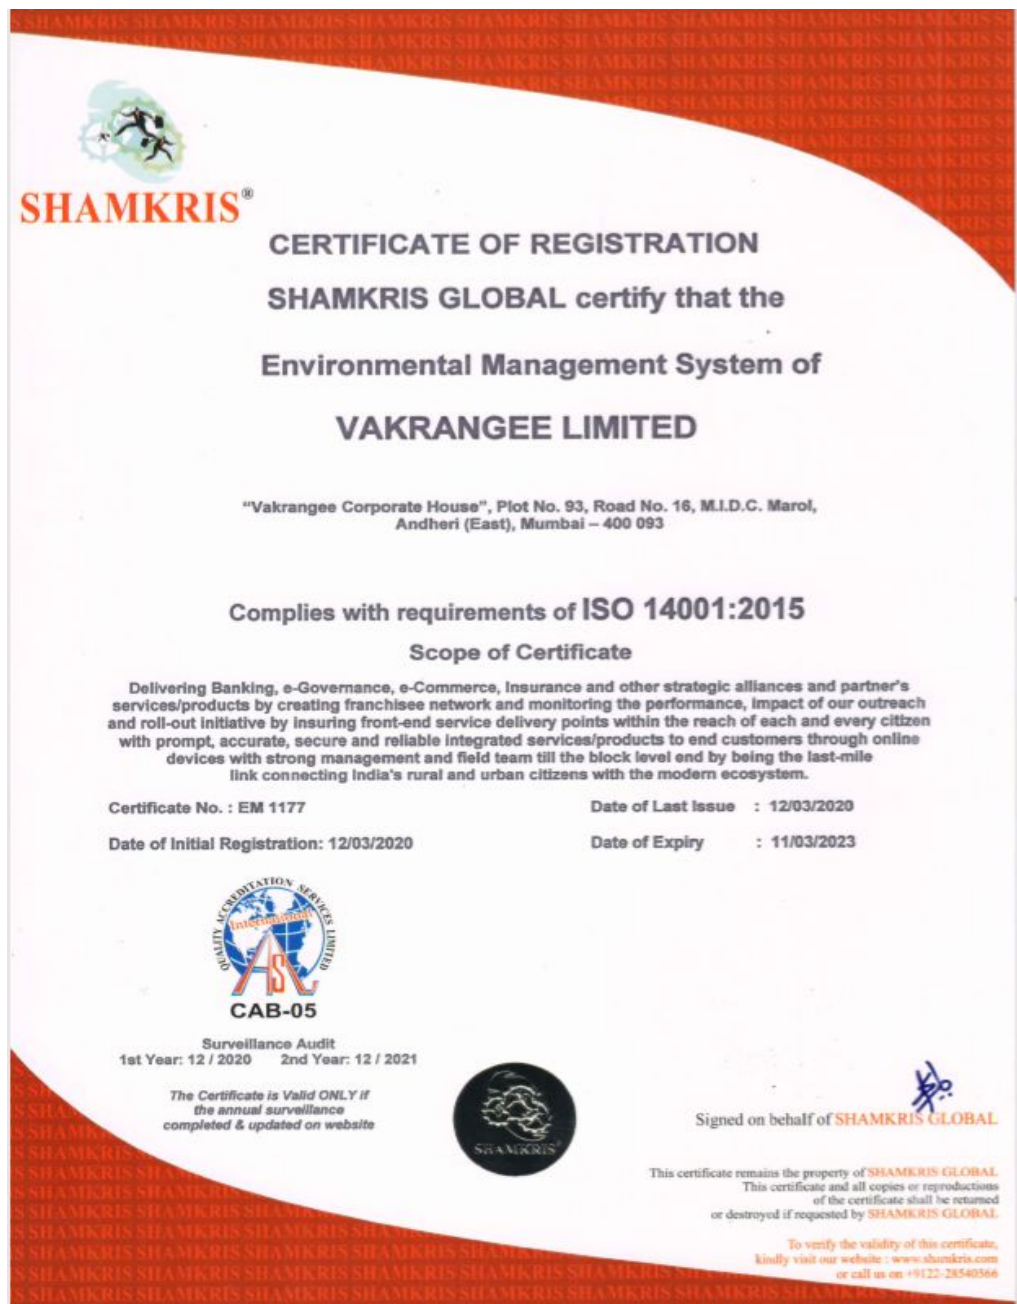 SHAMKRIS®
CERTIFICATE OF REGISTRATION
SHAMKRIS GLOBAL certify that the
Environmental Management System of
VAKRANGEE LIMITED
"Vakrangee Corporate House", Plot No. 93, Road No. 16, M.I.D.C. Marol,
Andheri (East), Mumbai – 400 093
Complies with requirements of ISO 14001:2015
Scope of Certificate
Delivering Banking, e-Governance, e-Commerce, Insurance and other strategic alliances and partner's
services/products by creating franchisee network and monitoring the performance, impact of our outreach
and roll-out initiative by insuring front-end service delivery points within the reach of each and every citizen
with prompt, accurate, secure and reliable integrated services/products to end customers through online
devices with strong management and field team till the block level end by being the last-mile
link connecting India's rural and urban citizens with the modern ecosystem.
Certificate No. : EM 1177
Date of Last Issue : 12/03/2020
Date of Initial Registration: 12/03/2020
Date of Expiry : 11/03/2023
QUALITY ACCREDITATION SERVICES LIMITED
International
CAB-05
Surveillance Audit
1st Year: 12 / 2020 2nd Year: 12 / 2021
The Certificate is Valid ONLY if
the annual surveillance
completed & updated on website
SHAMKRIS
Signed on behalf of SHAMKRIS GLOBAL
This certificate remains the property of SHAMKRIS GLOBAL
This certificate and all copies or reproductions
of the certificate shall be returned
or destroyed if requested by SHAMKRIS GLOBAL
To verify the validity of this certificate,
kindly visit our website : www.shamkris.com
or call us on +9122-28540366